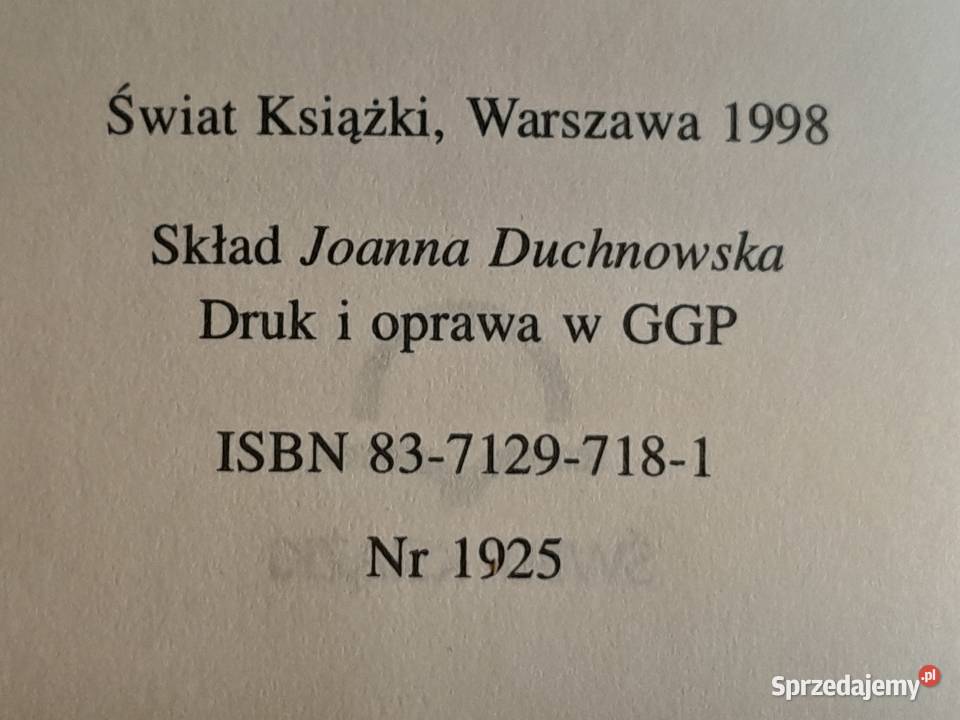 Świat Książki, Warszawa 1998
Skład Joanna Duchnowska
Druk i oprawa w GGP
ISBN 83-7129-718-1
Nr 1925
Sprzedajemy.pl